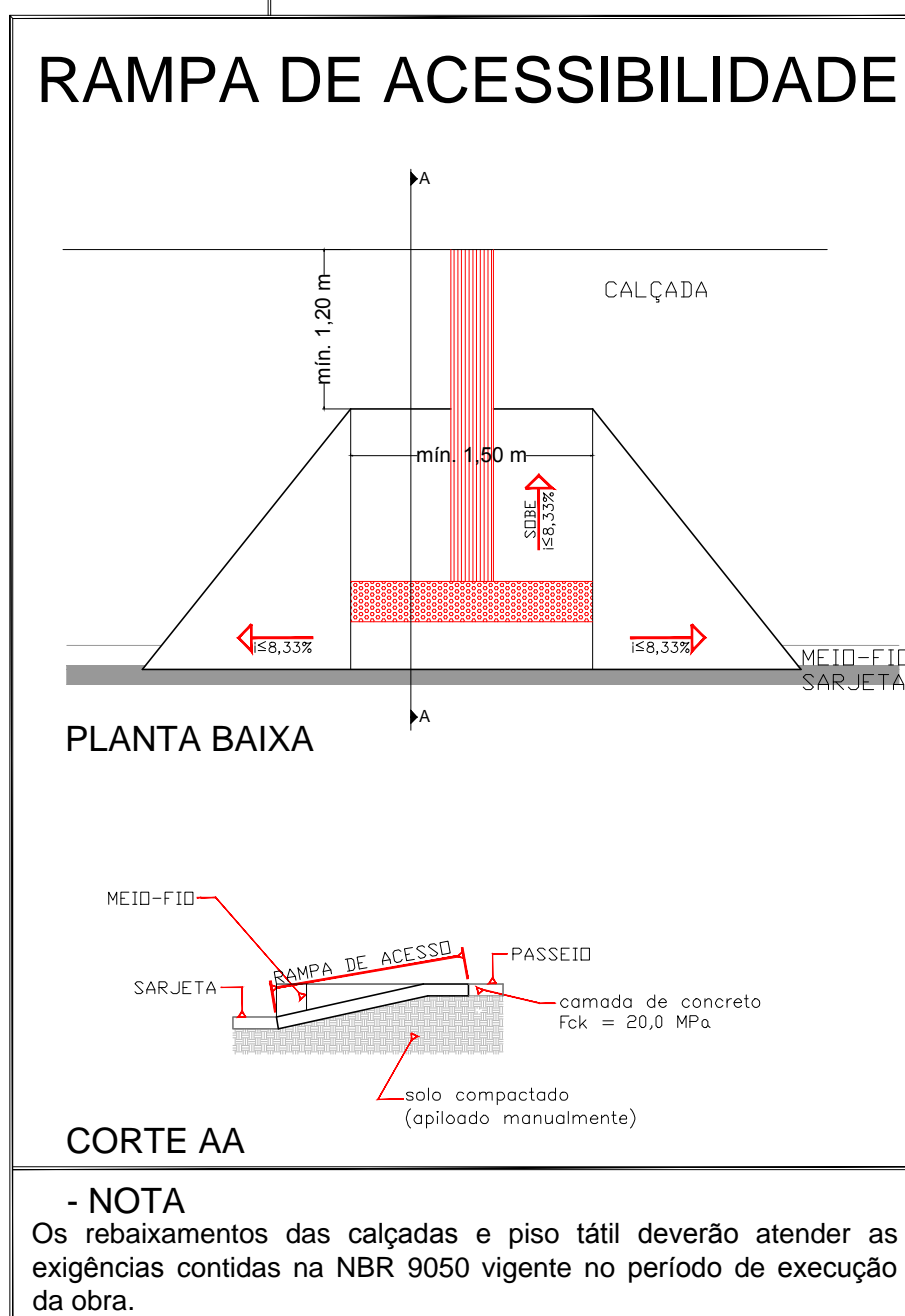 RAMPA DE ACESSIBILIDADE
A
CALÇADA
mín. 1,20 m
mín. 1,50 m
SOBE
i≤8,33%
i≤8,33%
i≤8,33%
MEIO-FIO
SARJETA
A
PLANTA BAIXA
MEIO-FIO
RAMPA DE ACESSO
PASSEIO
SARJETA
camada de concreto
Fck = 20,0 MPa
solo compactado
(apiloado manualmente)
CORTE AA
- NOTA
Os rebaixamentos das calçadas e piso tátil deverão atender as
exigências contidas na NBR 9050 vigente no período de execução
da obra.